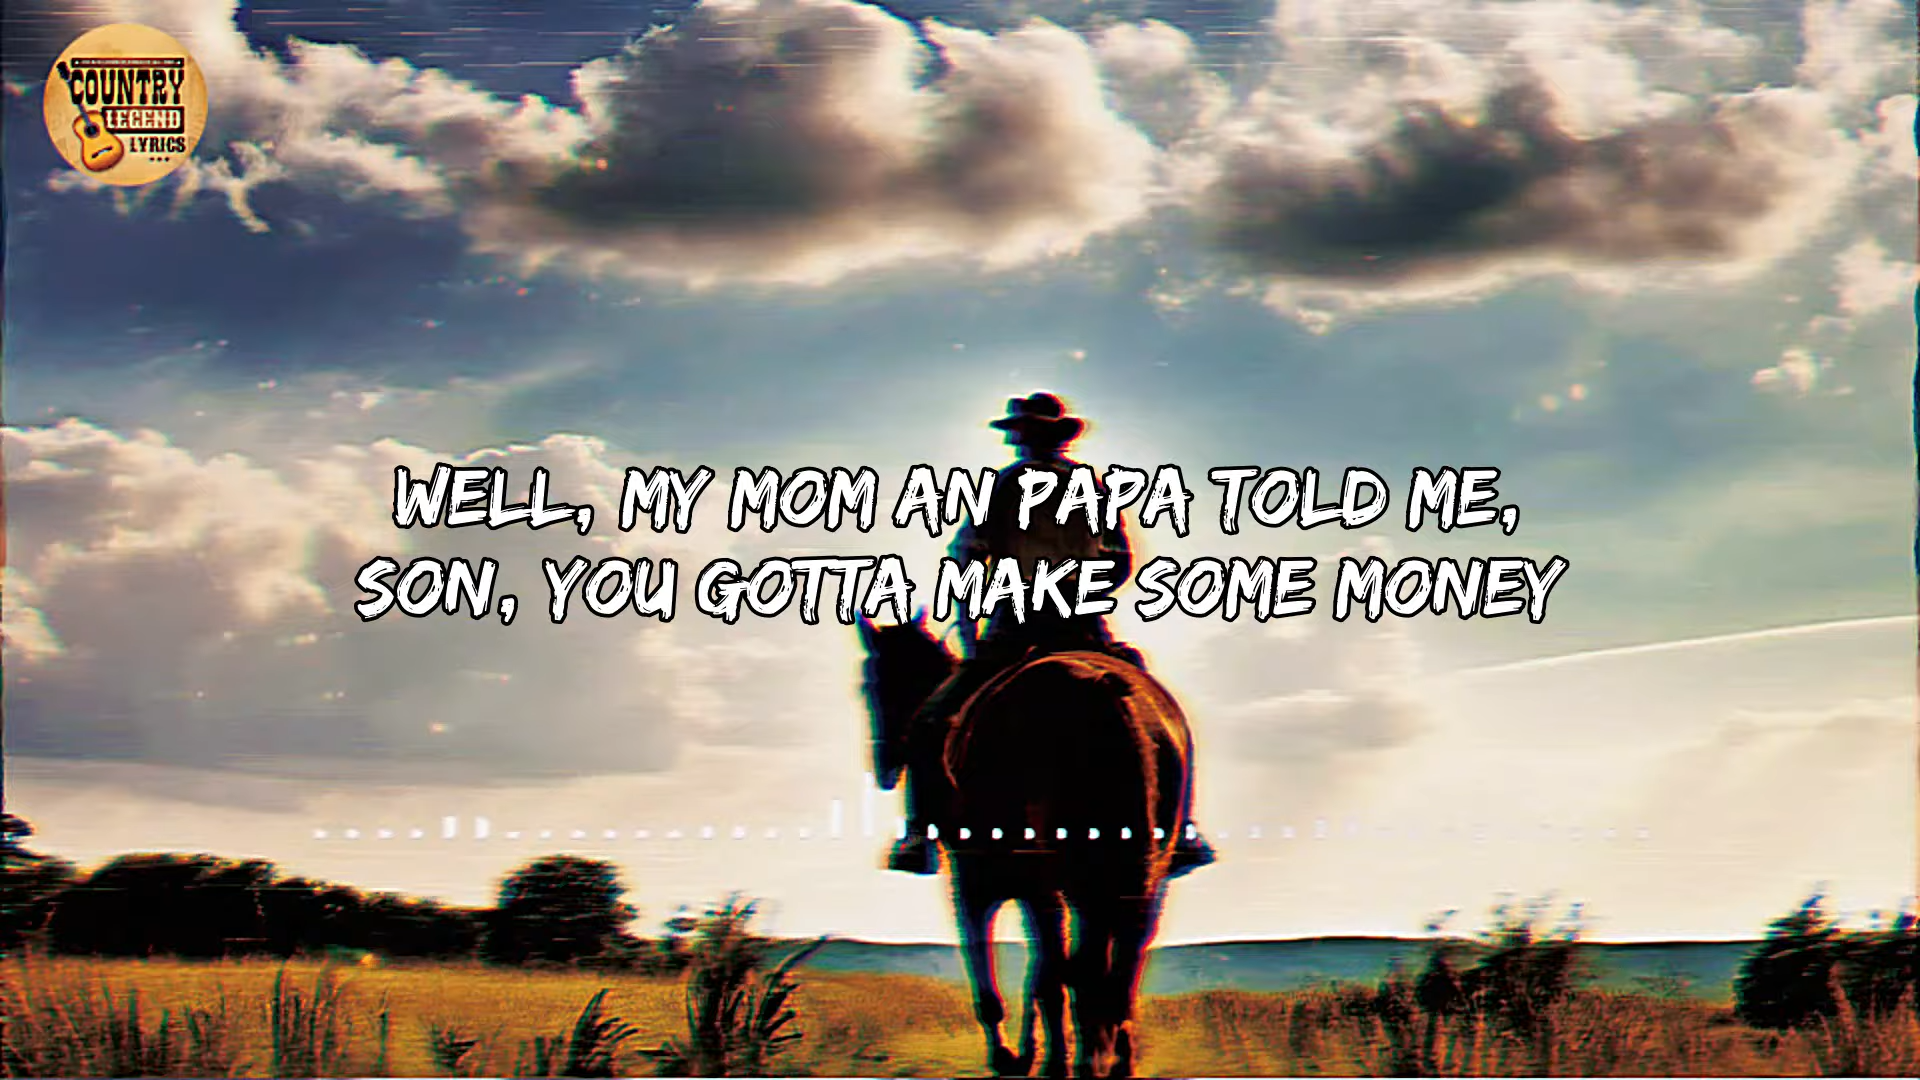 COUNTRY
LEGEND
LYRICS
WELL, MY MOM AN PAPA TOLD ME,
SON, YOU GOTTA MAKE SOME MONEY